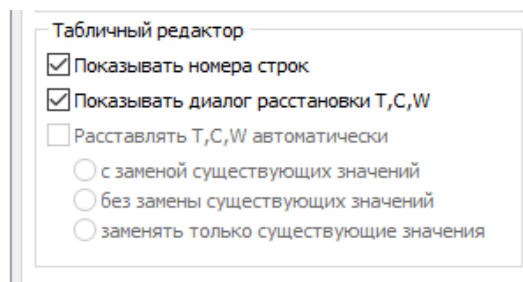 Табличный редактор
Показывать номера строк
Показывать диалог расстановки T,C,W
Расставлять T,C,W автоматически
с заменой существующих значений
без замены существующих значений
заменять только существующие значения